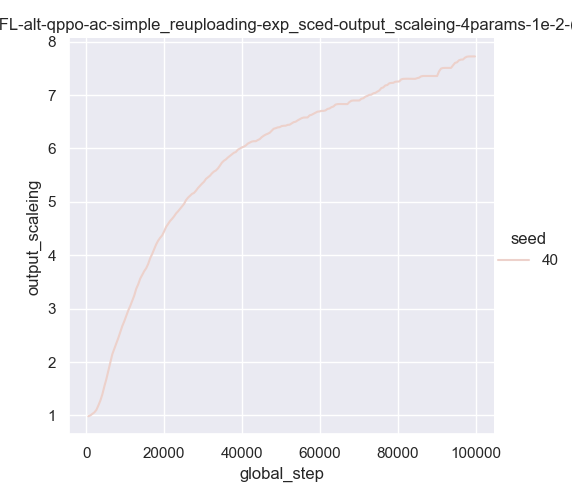 FL-alt-qppo-ac-simple_reuploading-exp_sced-output_scaleing-4params-1e-2-
8
7
6
5
4
3
2
1
output_scaleing
0 20000 40000 60000 80000 100000
global_step
seed
40